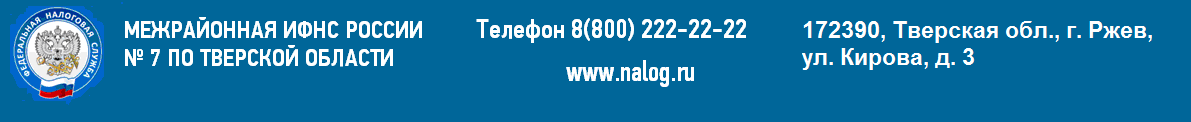 ФЕДЕРАЛЬНАЯ НАЛОГОВАЯ СЛУЖБА
МЕЖРАЙОННАЯ ИФНС РОССИИ
№ 7 ПО ТВЕРСКОЙ ОБЛАСТИ
Телефон 8(800) 222-22-22
www.nalog.ru
172390, Тверская обл., г. Ржев,
ул. Кирова, д. 3